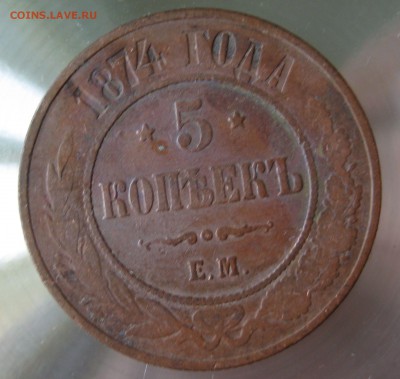 COINS.LAVE.RU
1874 ГОДА
5
КОПѢЕКЪ
Е.М.